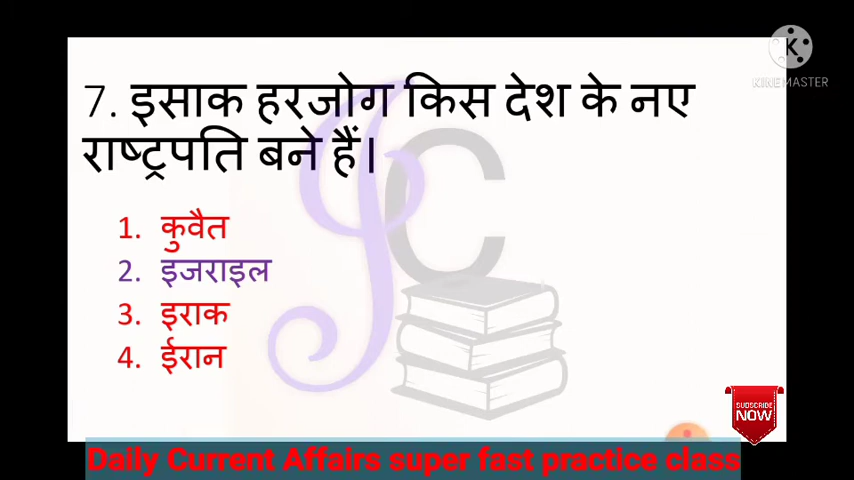 7. इसाक हरजोग किस देश के नए
राष्ट्रपति बने हैं।
1. कुवैत
2. इजराइल
3. इराक
4. ईरान
K
KINEMASTER
SUBSCRIBE
NOW
Daily Current Affairs super fast practice class